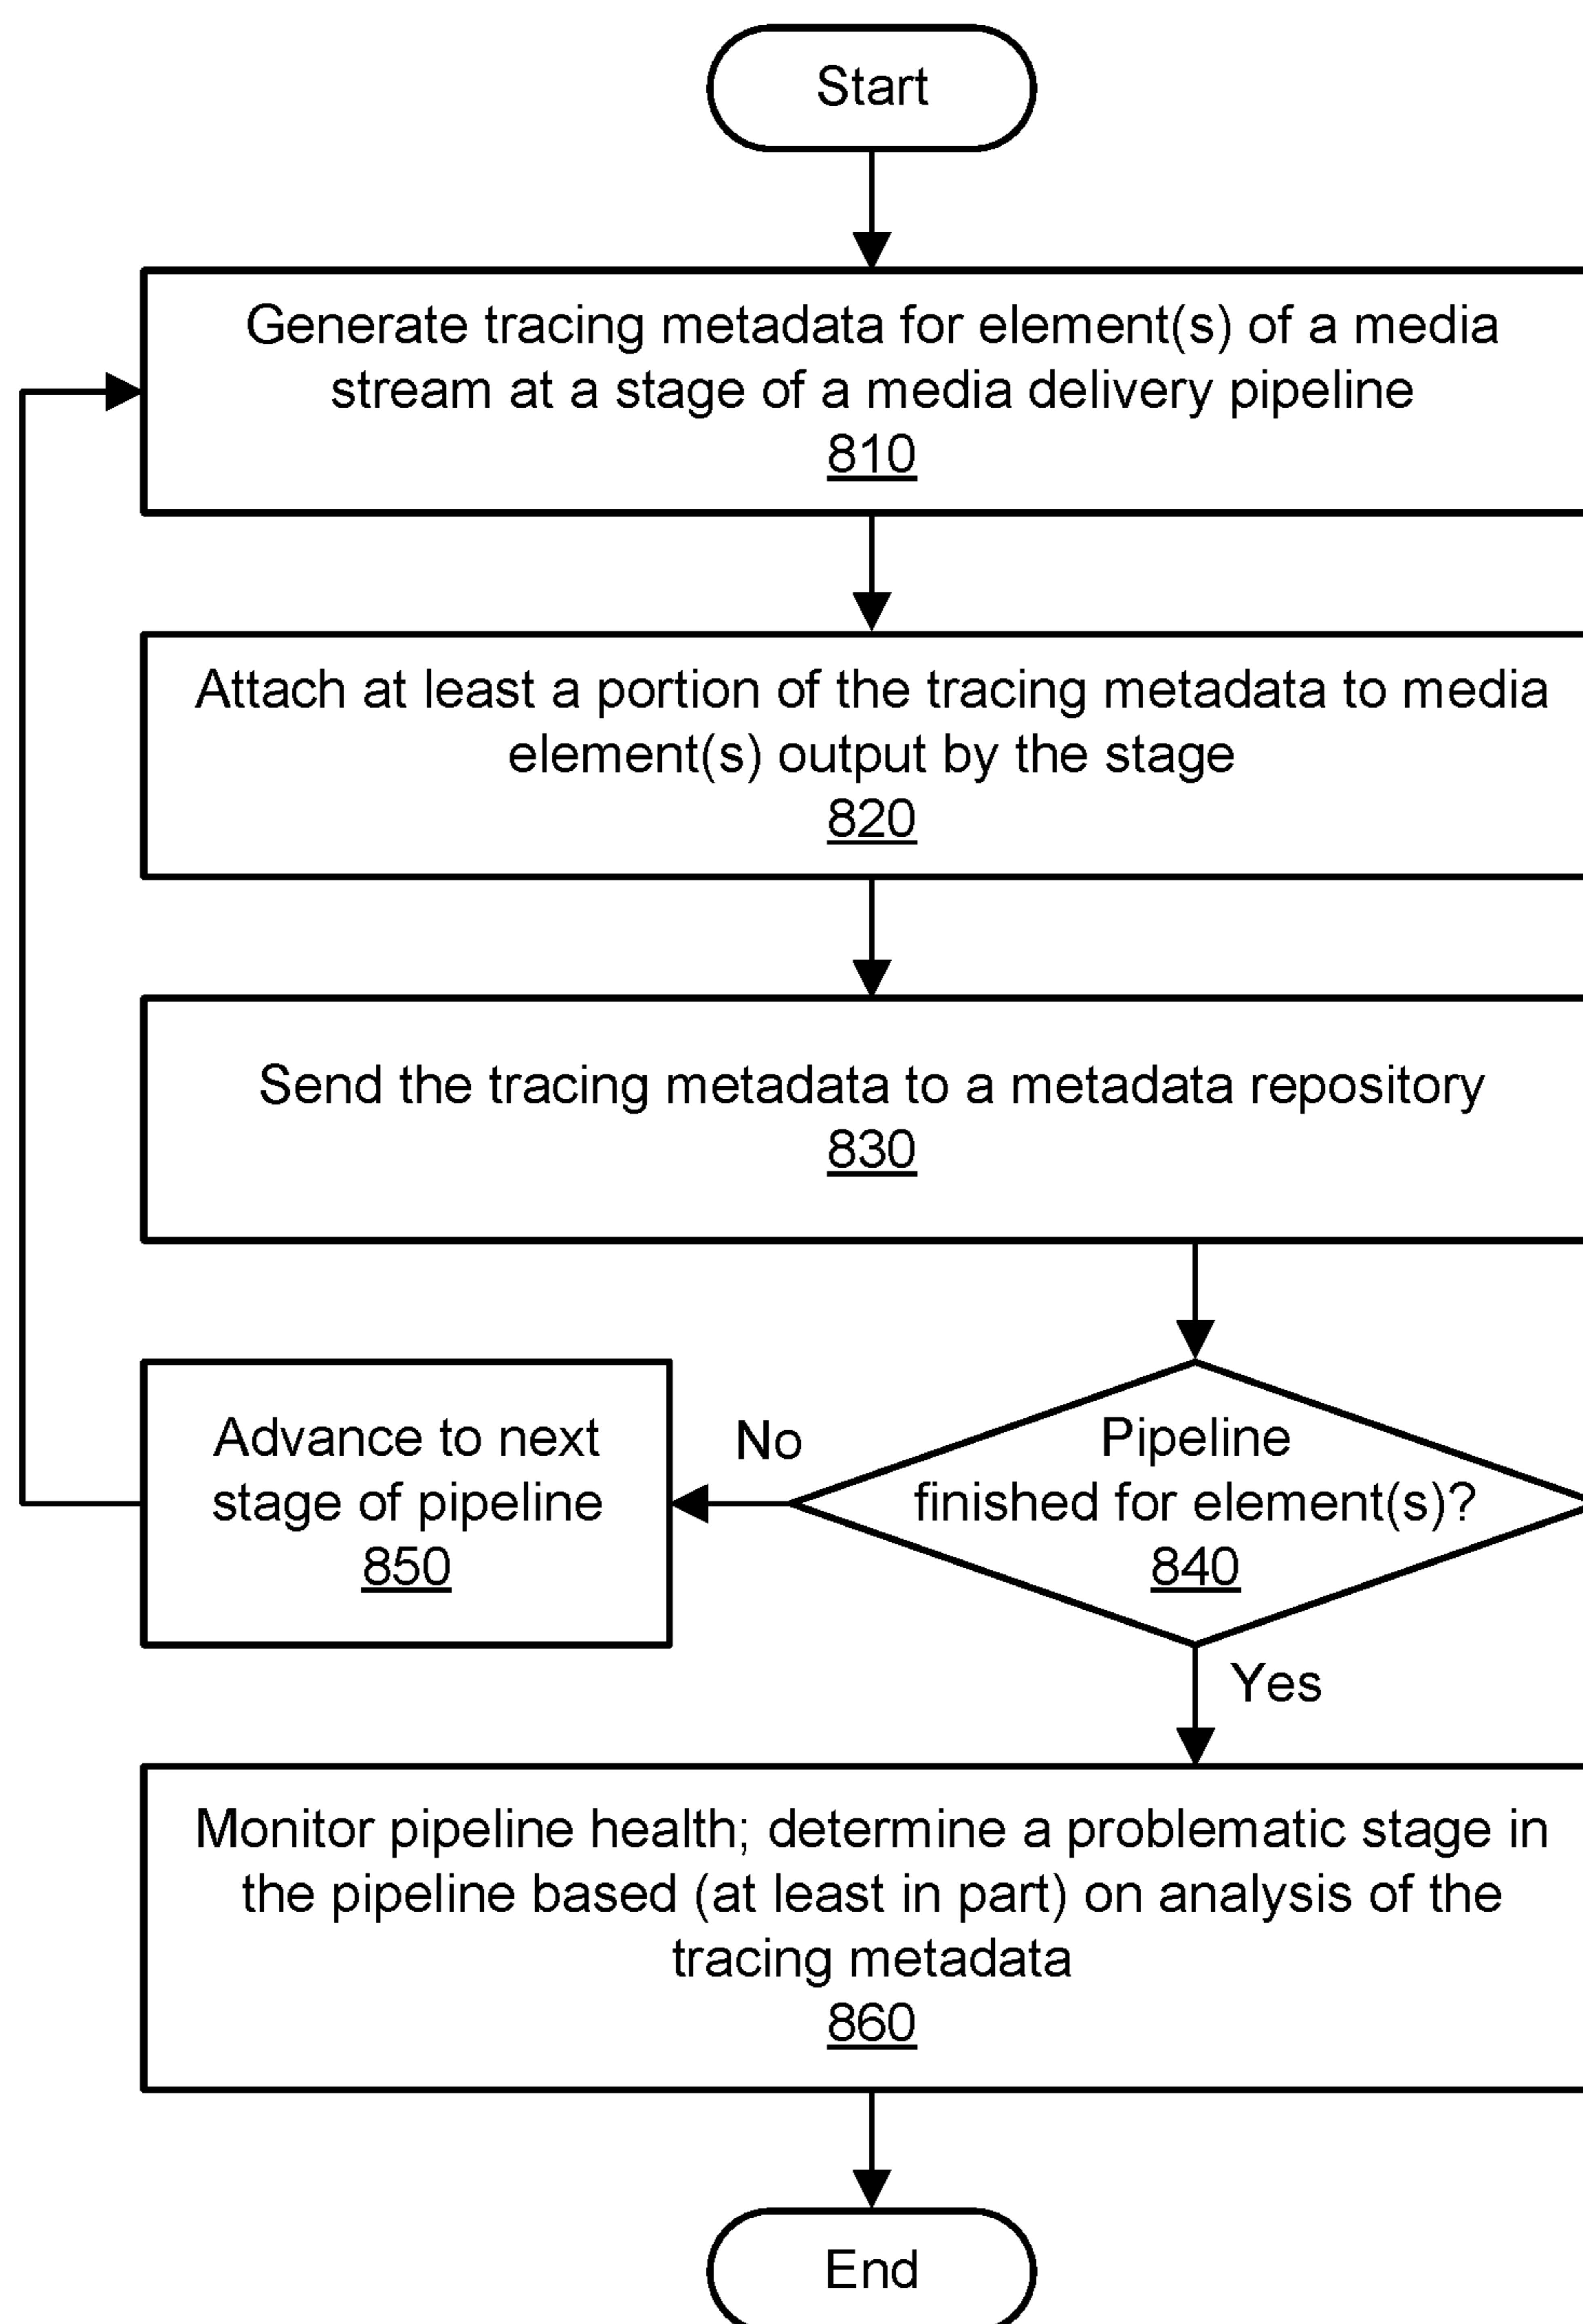 Start
Generate tracing metadata for element(s) of a media
stream at a stage of a media delivery pipeline
810
Attach at least a portion of the tracing metadata to media
element(s) output by the stage
820
Send the tracing metadata to a metadata repository
830
Advance to next
stage of pipeline
850
No
Pipeline
finished for element(s)?
840
Yes
Monitor pipeline health; determine a problematic stage in
the pipeline based (at least in part) on analysis of the
tracing metadata
860
End